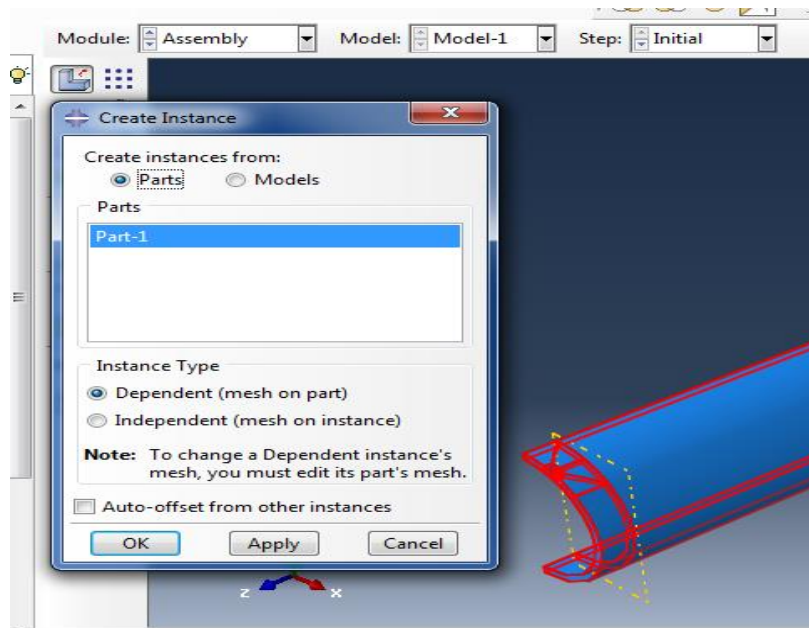 Module: Assembly Model: Model-1 Step: Initial
Create Instance
Create instances from:
Parts Models
Parts
Part-1
Instance Type
Dependent (mesh on part)
Independent (mesh on instance)
Note: To change a Dependent instance's
mesh, you must edit its part's mesh.
Auto-offset from other instances
OK Apply Cancel
z x